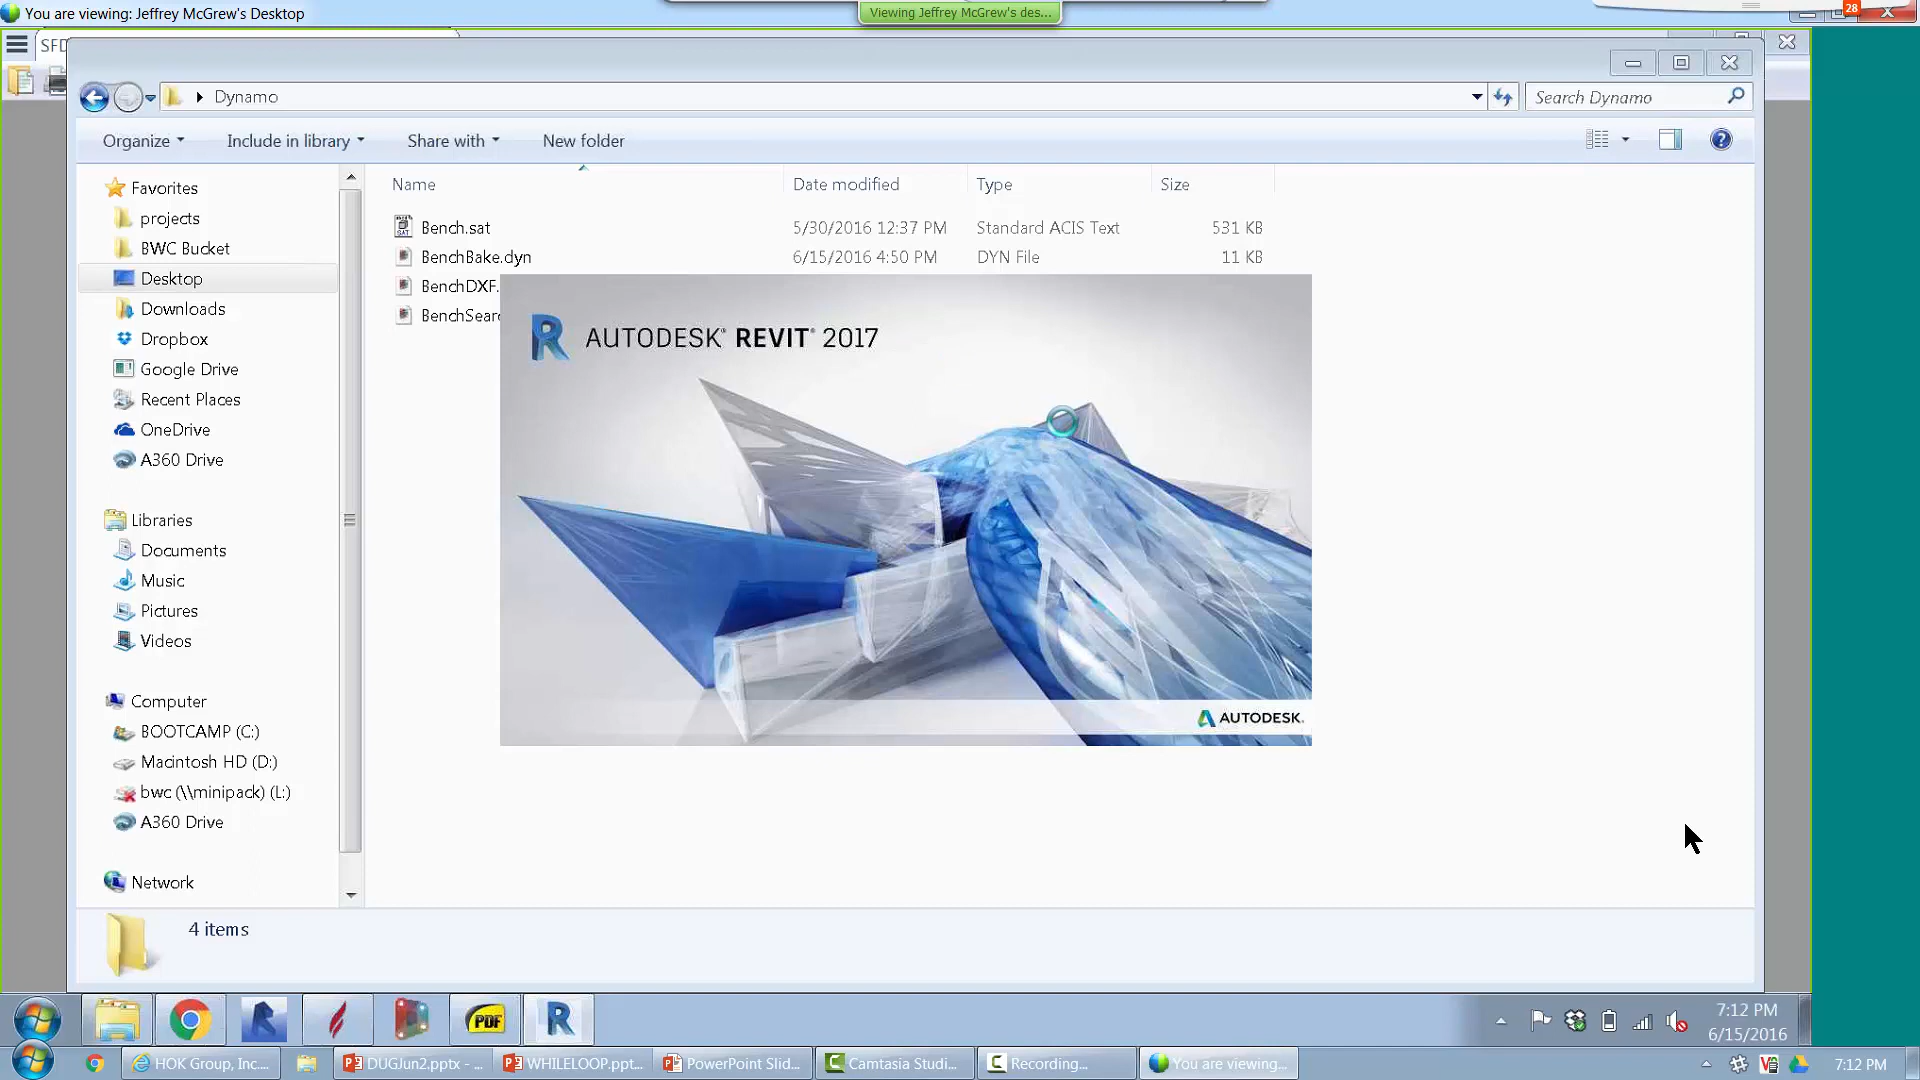 You are viewing: Jeffrey McGrew's Desktop
Viewing Jeffrey McGrew's des...
28
SFD
Dynamo
Search Dynamo
Organize
Include in library
Share with
New folder
Name
Date modified
Type
Size
Favorites
projects
BWC Bucket
Desktop
Downloads
Dropbox
Google Drive
Recent Places
OneDrive
A360 Drive
Libraries
Documents
Music
Pictures
Videos
Computer
BOOTCAMP (C:)
Macintosh HD (D:)
bwc (\\minipack) (L:)
A360 Drive
Network
Bench.sat 5/30/2016 12:37 PM Standard ACIS Text 531 KB
BenchBake.dyn 6/15/2016 4:50 PM DYN File 11 KB
BenchDXF.
BenchSear
AUTODESK® REVIT® 2017
AUTODESK.
4 items
PDF
7:12 PM
6/15/2016
HOK Group, Inc...
DUGJun2.pptx - ...
WHILELOOP.ppt...
PowerPoint Slid...
Camtasia Studi...
Recording...
You are viewing...
7:12 PM